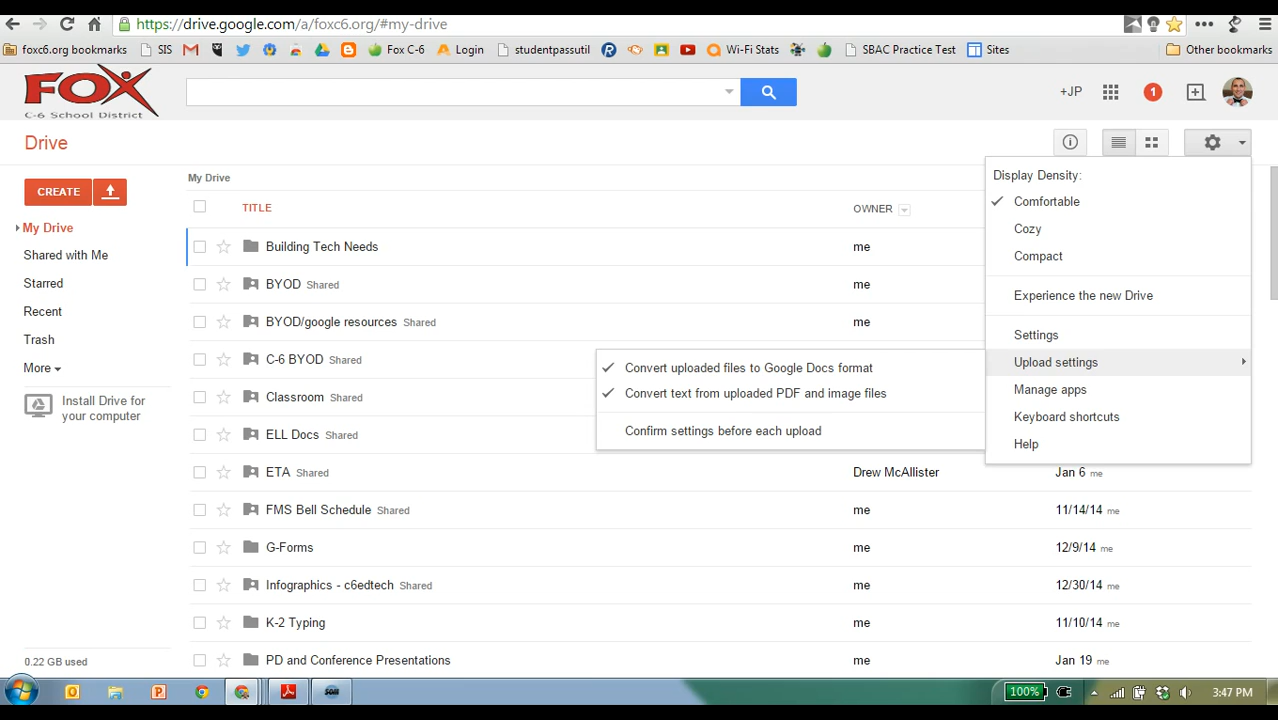 https://drive.google.com/a/foxc6.org/#my-drive
foxc6.org bookmarks SIS Fox C-6 Login studentpassutil Wi-Fi Stats SBAC Practice Test Sites Other bookmarks
FOX
C-6 School District
+JP 1
Drive
My Drive
Display Density:
CREATE
TITLE OWNER
Comfortable
My Drive
Cozy
Building Tech Needs me
Shared with Me
Compact
Starred
BYOD Shared me
Experience the new Drive
Recent
BYOD/google resources Shared me
Settings
Trash
C-6 BYOD Shared
Upload settings
More
Convert uploaded files to Google Docs format
Manage apps
Install Drive for
your computer
Classroom Shared
Convert text from uploaded PDF and image files
Keyboard shortcuts
ELL Docs Shared
Confirm settings before each upload
Help
ETA Shared Drew McAllister Jan 6 me
FMS Bell Schedule Shared me 11/14/14 me
G-Forms me 12/9/14 me
Infographics - c6edtech Shared me 12/30/14 me
K-2 Typing me 11/10/14 me
PD and Conference Presentations me Jan 19 me
0.22 GB used
100% 3:47 PM